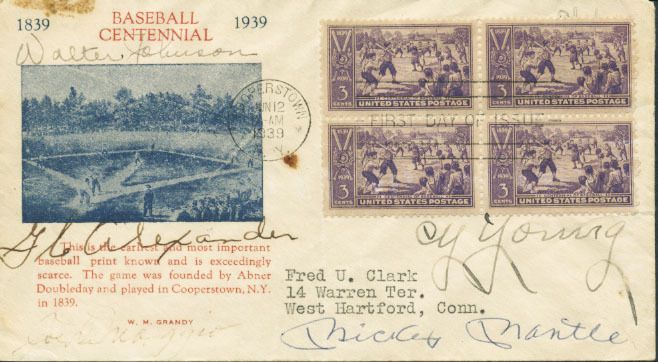 1839 BASEBALL CENTENNIAL 1939
Walter Johnson
COOPERSTOWN
JUN 12
AM
1939
N.Y.
FIRST DAY OF ISSUE
3 CENTS UNITED STATES POSTAGE
3 CENTS UNITED STATES POSTAGE
3 CENTS UNITED STATES POSTAGE
3 CENTS UNITED STATES POSTAGE
G C Alexander
This is the earliest and most important
baseball print known and is exceedingly
scarce. The game was founded by Abner
Doubleday and played in Cooperstown, N.Y.
in 1839.
W. M. GRANDY
Cy Young
Fred U. Clark
14 Warren Ter.
West Hartford, Conn.
Mickey Mantle